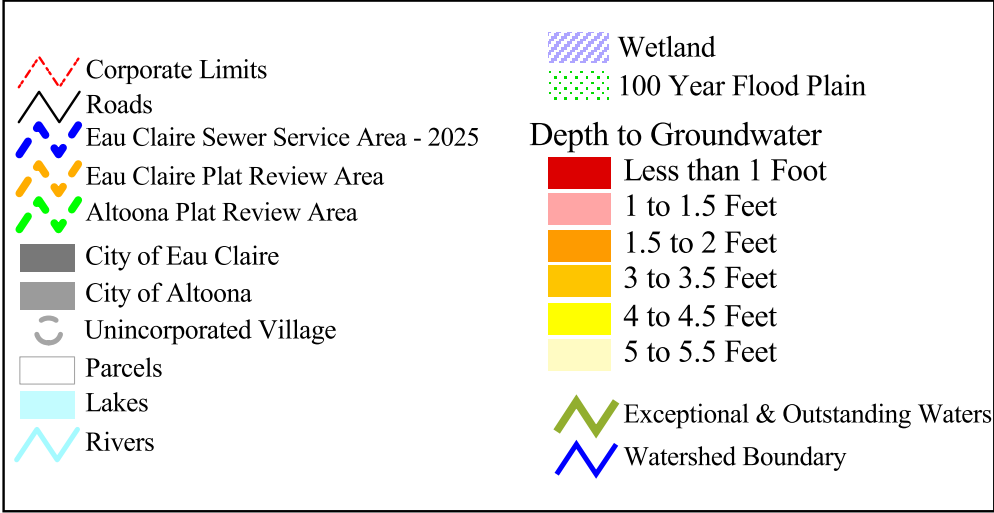 Corporate Limits
Roads
Eau Claire Sewer Service Area - 2025
Eau Claire Plat Review Area
Altoona Plat Review Area
City of Eau Claire
City of Altoona
Unincorporated Village
Parcels
Lakes
Rivers
Wetland
100 Year Flood Plain
Depth to Groundwater
Less than 1 Foot
1 to 1.5 Feet
1.5 to 2 Feet
3 to 3.5 Feet
4 to 4.5 Feet
5 to 5.5 Feet
Exceptional & Outstanding Waters
Watershed Boundary